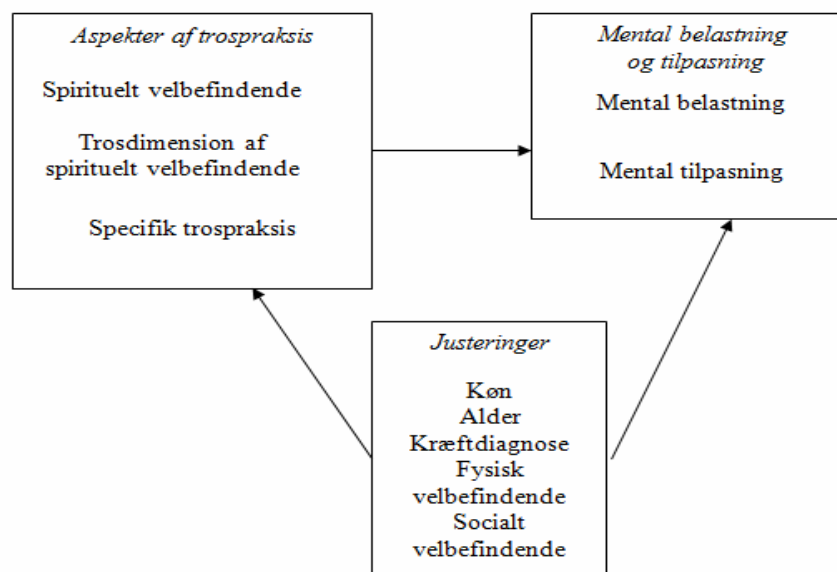 Aspekter af trospraksis
Spirituelt velbefindende
Trosdimension af
spirituelt velbefindende
Specifik trospraksis
Mental belastning
og tilpasning
Mental belastning
Mental tilpasning
Justeringer
Køn
Alder
Kræftdiagnose
Fysisk
velbefindende
Socialt
velbefindende